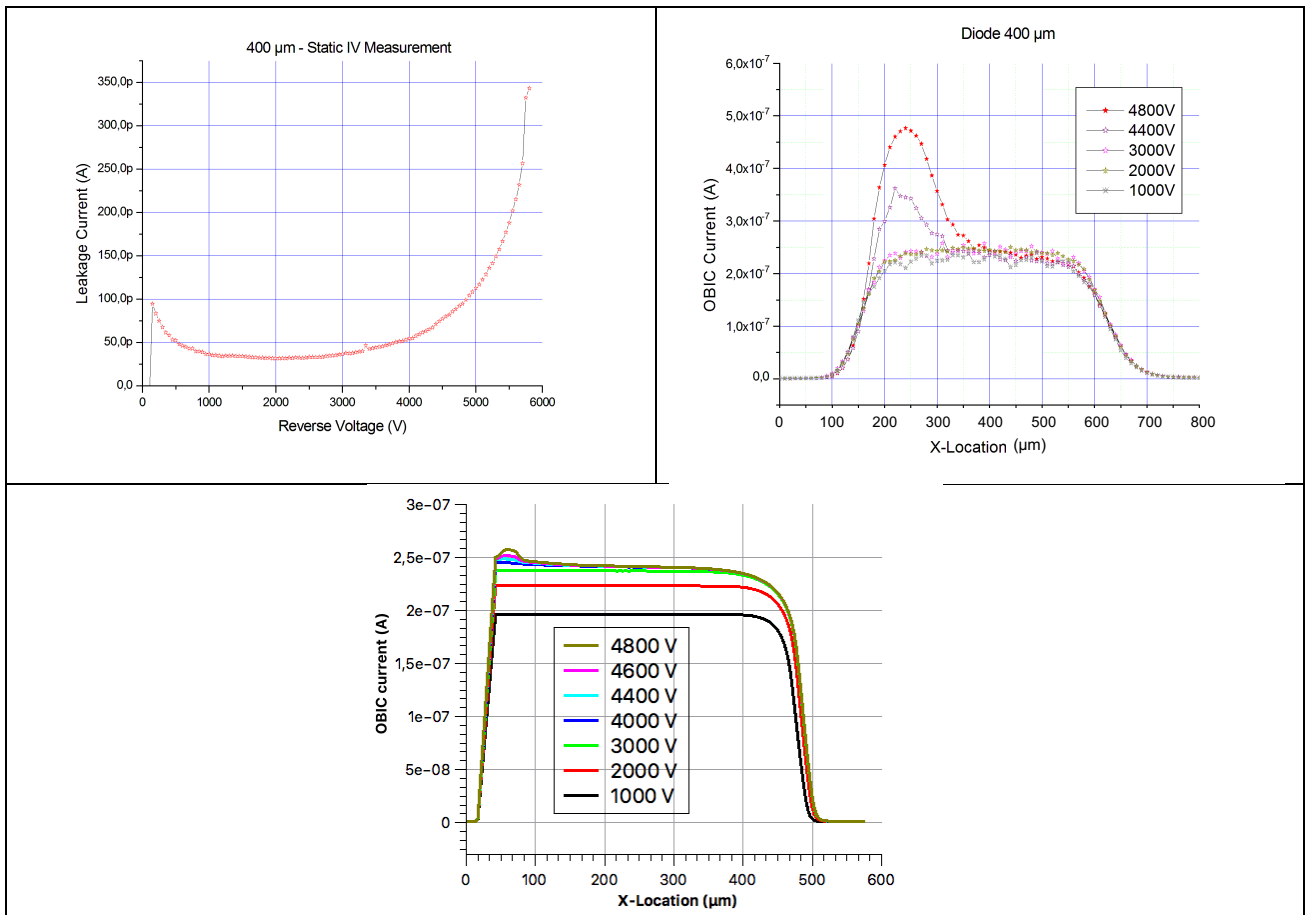 400 µm - Static IV Measurement
350,0p
300,0p
250,0p
200,0p
150,0p
100,0p
50,0p
0,0
Leakage Current (A)
0 1000 2000 3000 4000 5000 6000
Reverse Voltage (V)
Diode 400 µm
6,0x10⁻⁷
5,0x10⁻⁷
4,0x10⁻⁷
3,0x10⁻⁷
2,0x10⁻⁷
1,0x10⁻⁷
0,0
OBIC Current (A)
4800V
4400V
3000V
2000V
1000V
0 100 200 300 400 500 600 700 800
X-Location (µm)
3e−07
2,5e−07
2e−07
1,5e−07
1e−07
5e−08
0
OBIC current (A)
4800 V
4600 V
4400 V
4000 V
3000 V
2000 V
1000 V
0 100 200 300 400 500 600
X-Location (µm)